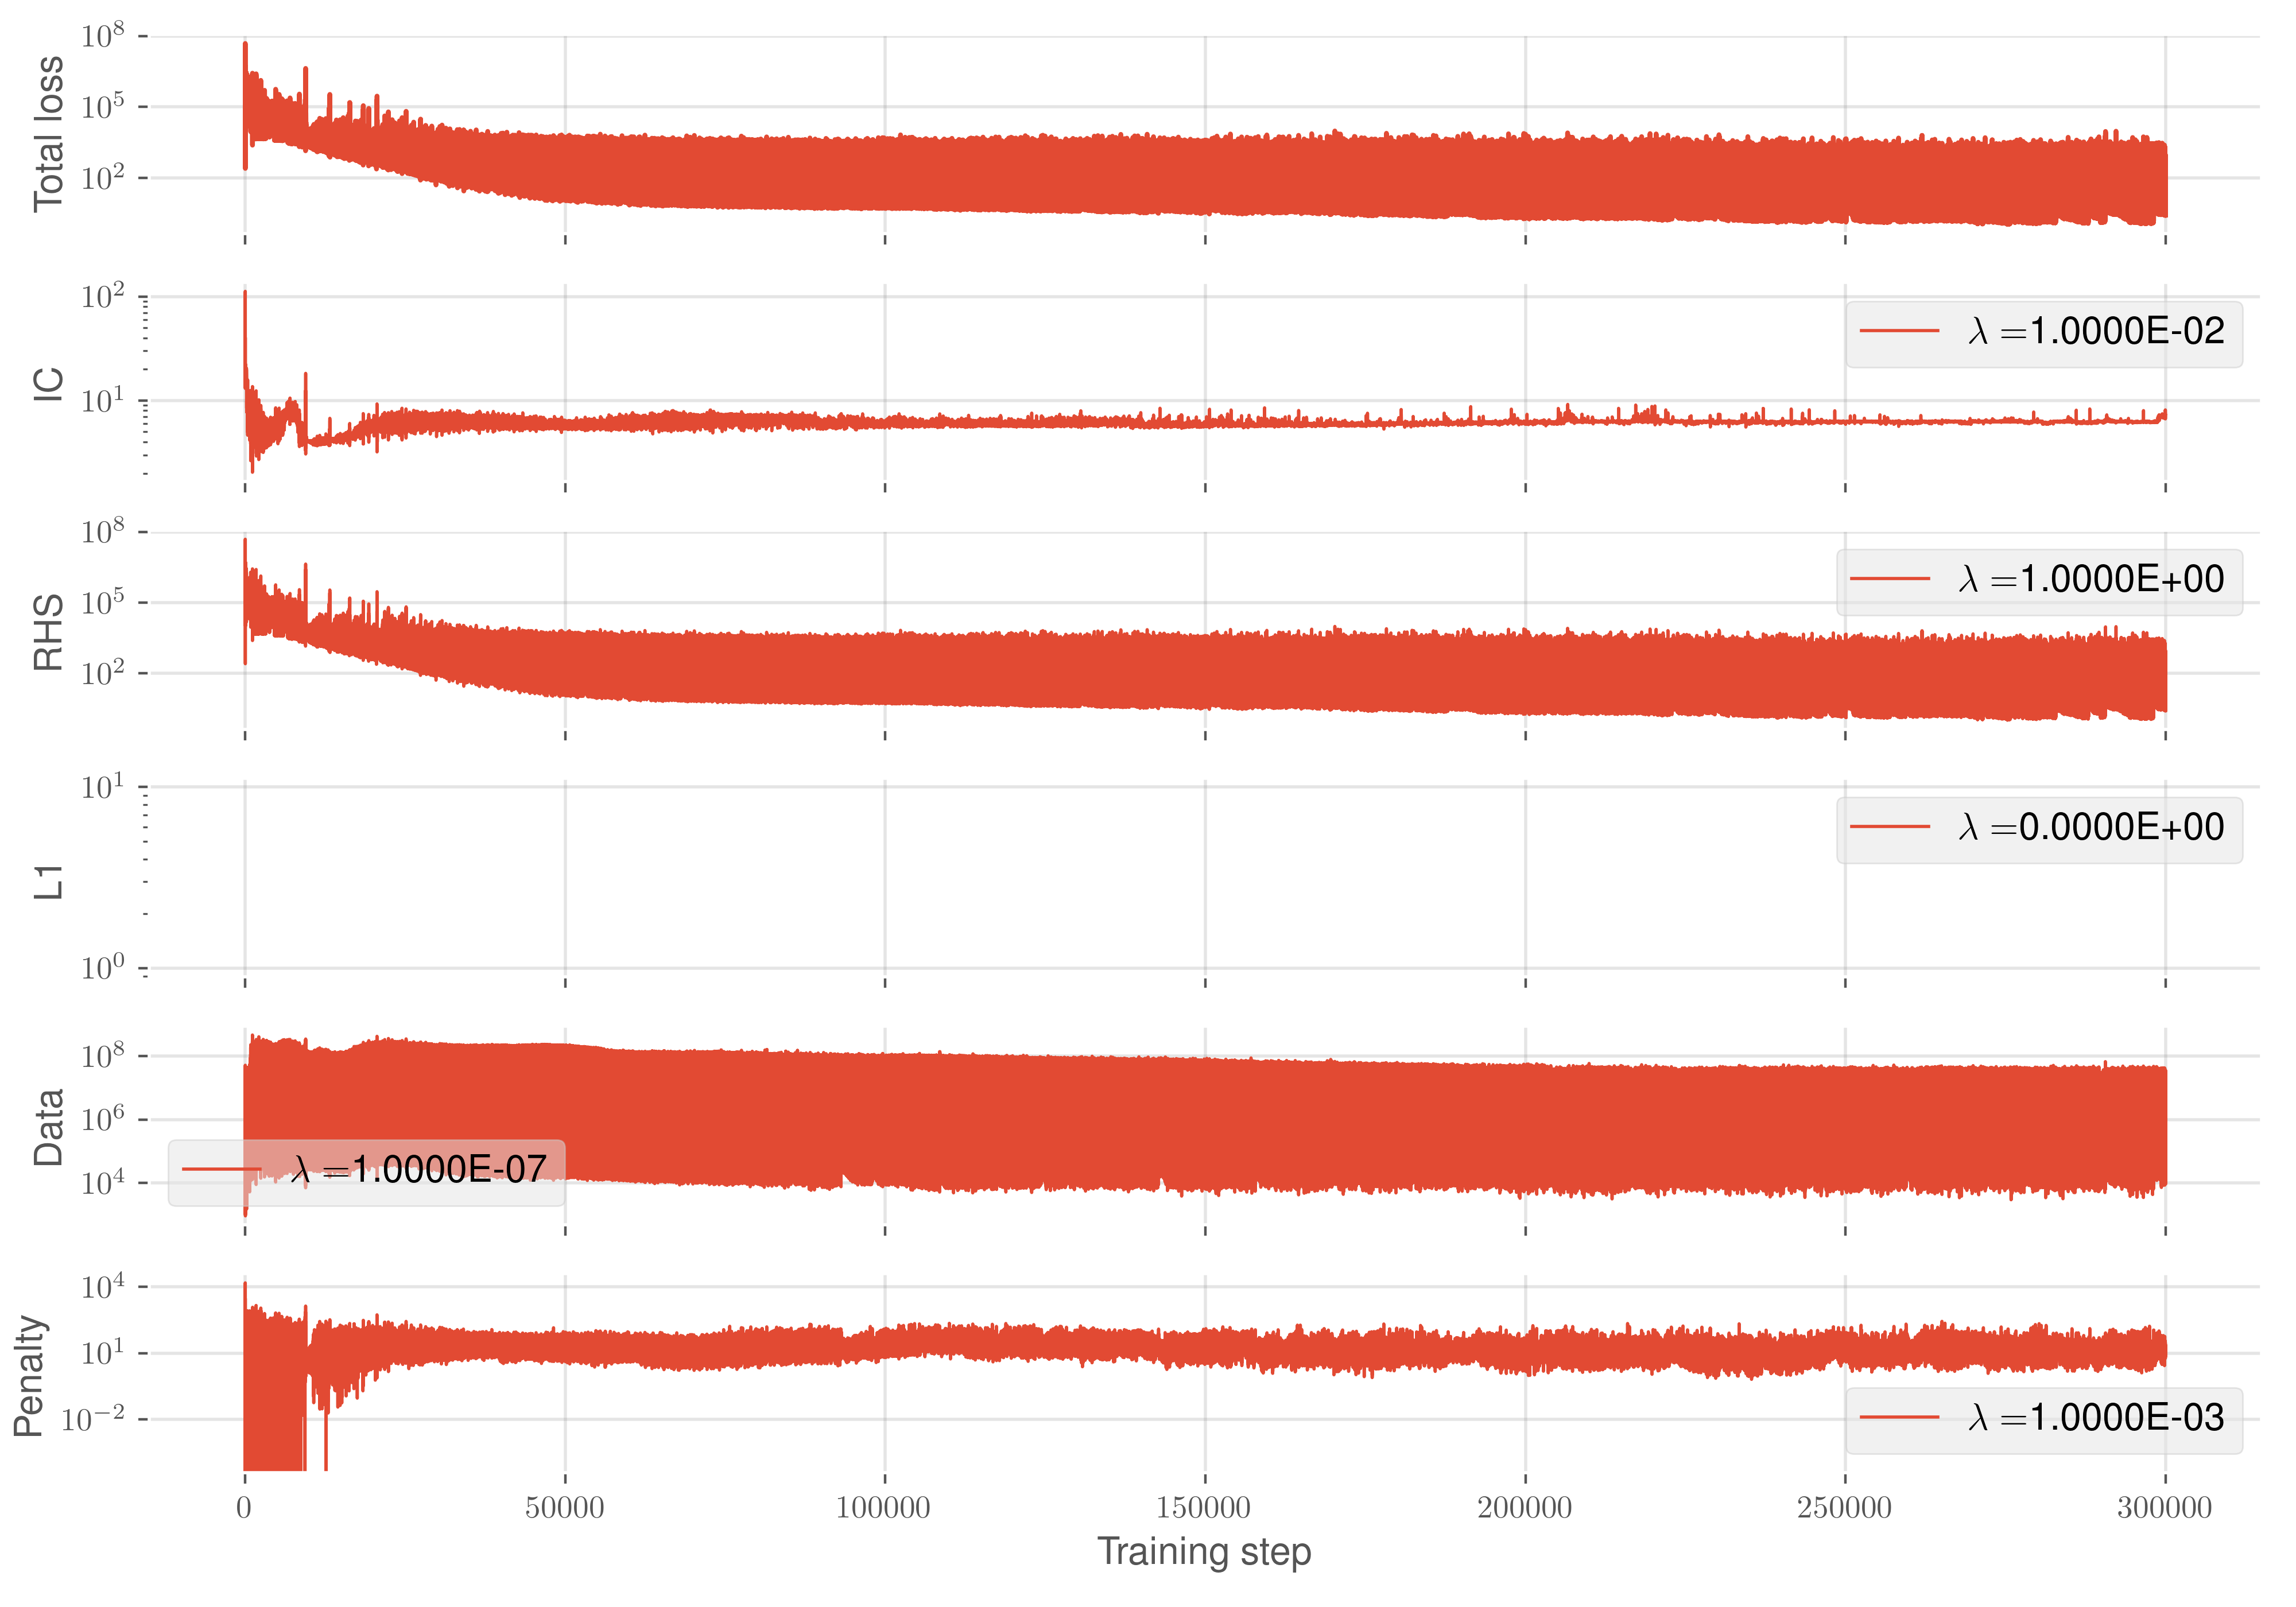 Total loss
10^8
10^5
10^2
IC
10^2
10^1
λ =1.0000E-02
RHS
10^8
10^5
10^2
λ =1.0000E+00
L1
10^1
10^0
λ =0.0000E+00
Data
10^8
10^6
10^4
λ =1.0000E-07
Penalty
10^4
10^1
10^−2
λ =1.0000E-03
0 50000 100000 150000 200000 250000 300000
Training step